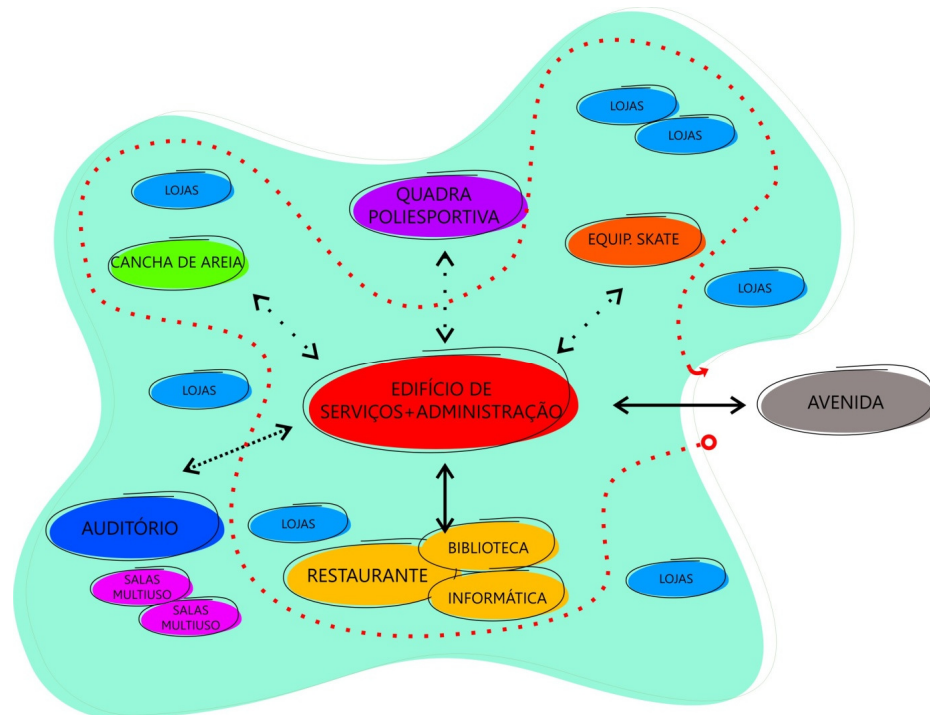 LOJAS
LOJAS
LOJAS
QUADRA
POLIESPORTIVA
CANCHA DE AREIA
EQUIP. SKATE
LOJAS
LOJAS
EDIFÍCIO DE
SERVIÇOS+ADMINISTRAÇÃO
AVENIDA
AUDITÓRIO
LOJAS
BIBLIOTECA
RESTAURANTE
INFORMÁTICA
LOJAS
SALAS
MULTIUSO
SALAS
MULTIUSO